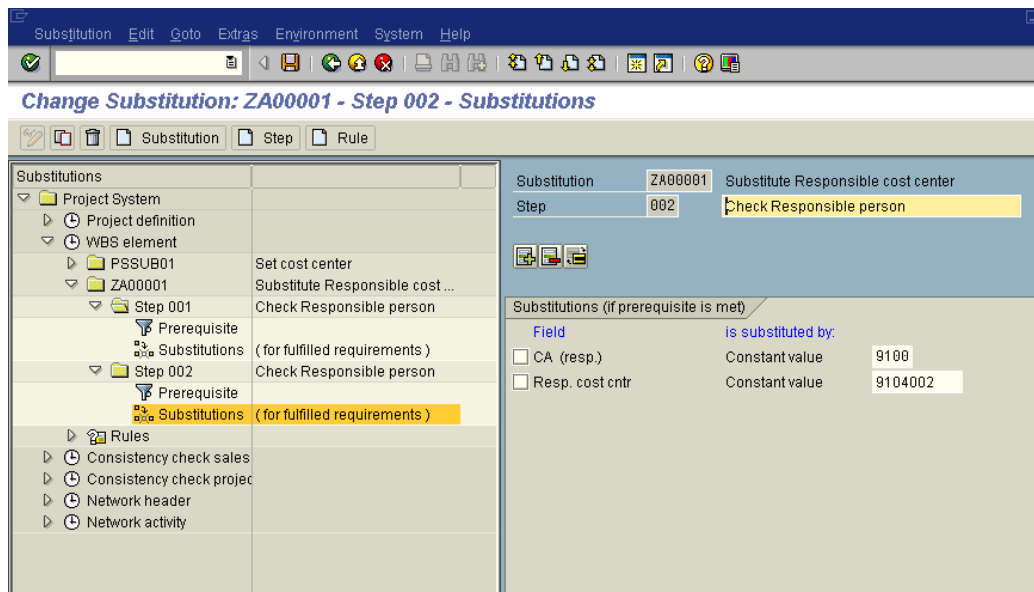 Substitution Edit Goto Extras Environment System Help
Change Substitution: ZA00001 - Step 002 - Substitutions
Substitution Step Rule
Substitutions
Project System
Project definition
WBS element
PSSUB01 Set cost center
ZA00001 Substitute Responsible cost ...
Step 001 Check Responsible person
Prerequisite
Substitutions ( for fulfilled requirements )
Step 002 Check Responsible person
Prerequisite
Substitutions ( for fulfilled requirements )
Rules
Consistency check sales
Consistency check projec
Network header
Network activity
Substitution ZA00001 Substitute Responsible cost center
Step 002 Check Responsible person
Substitutions (if prerequisite is met)
Field is substituted by:
CA (resp.) Constant value 9100
Resp. cost cntr Constant value 9104002